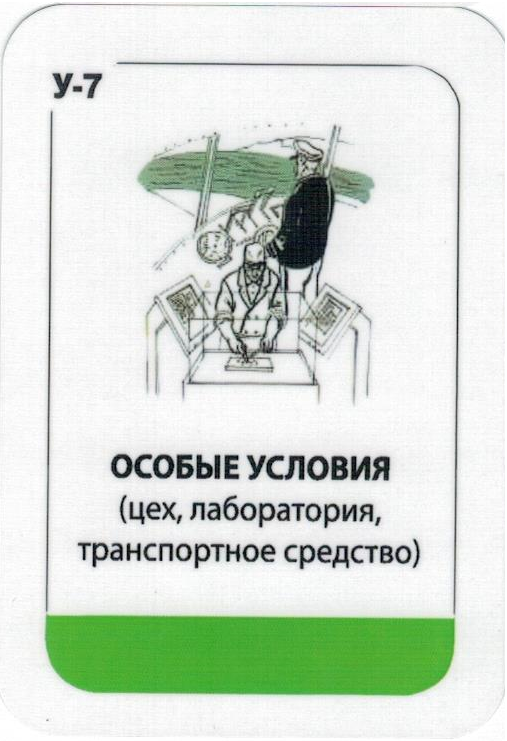 У-7
ОСОБЫЕ УСЛОВИЯ
(цех, лаборатория,
транспортное средство)